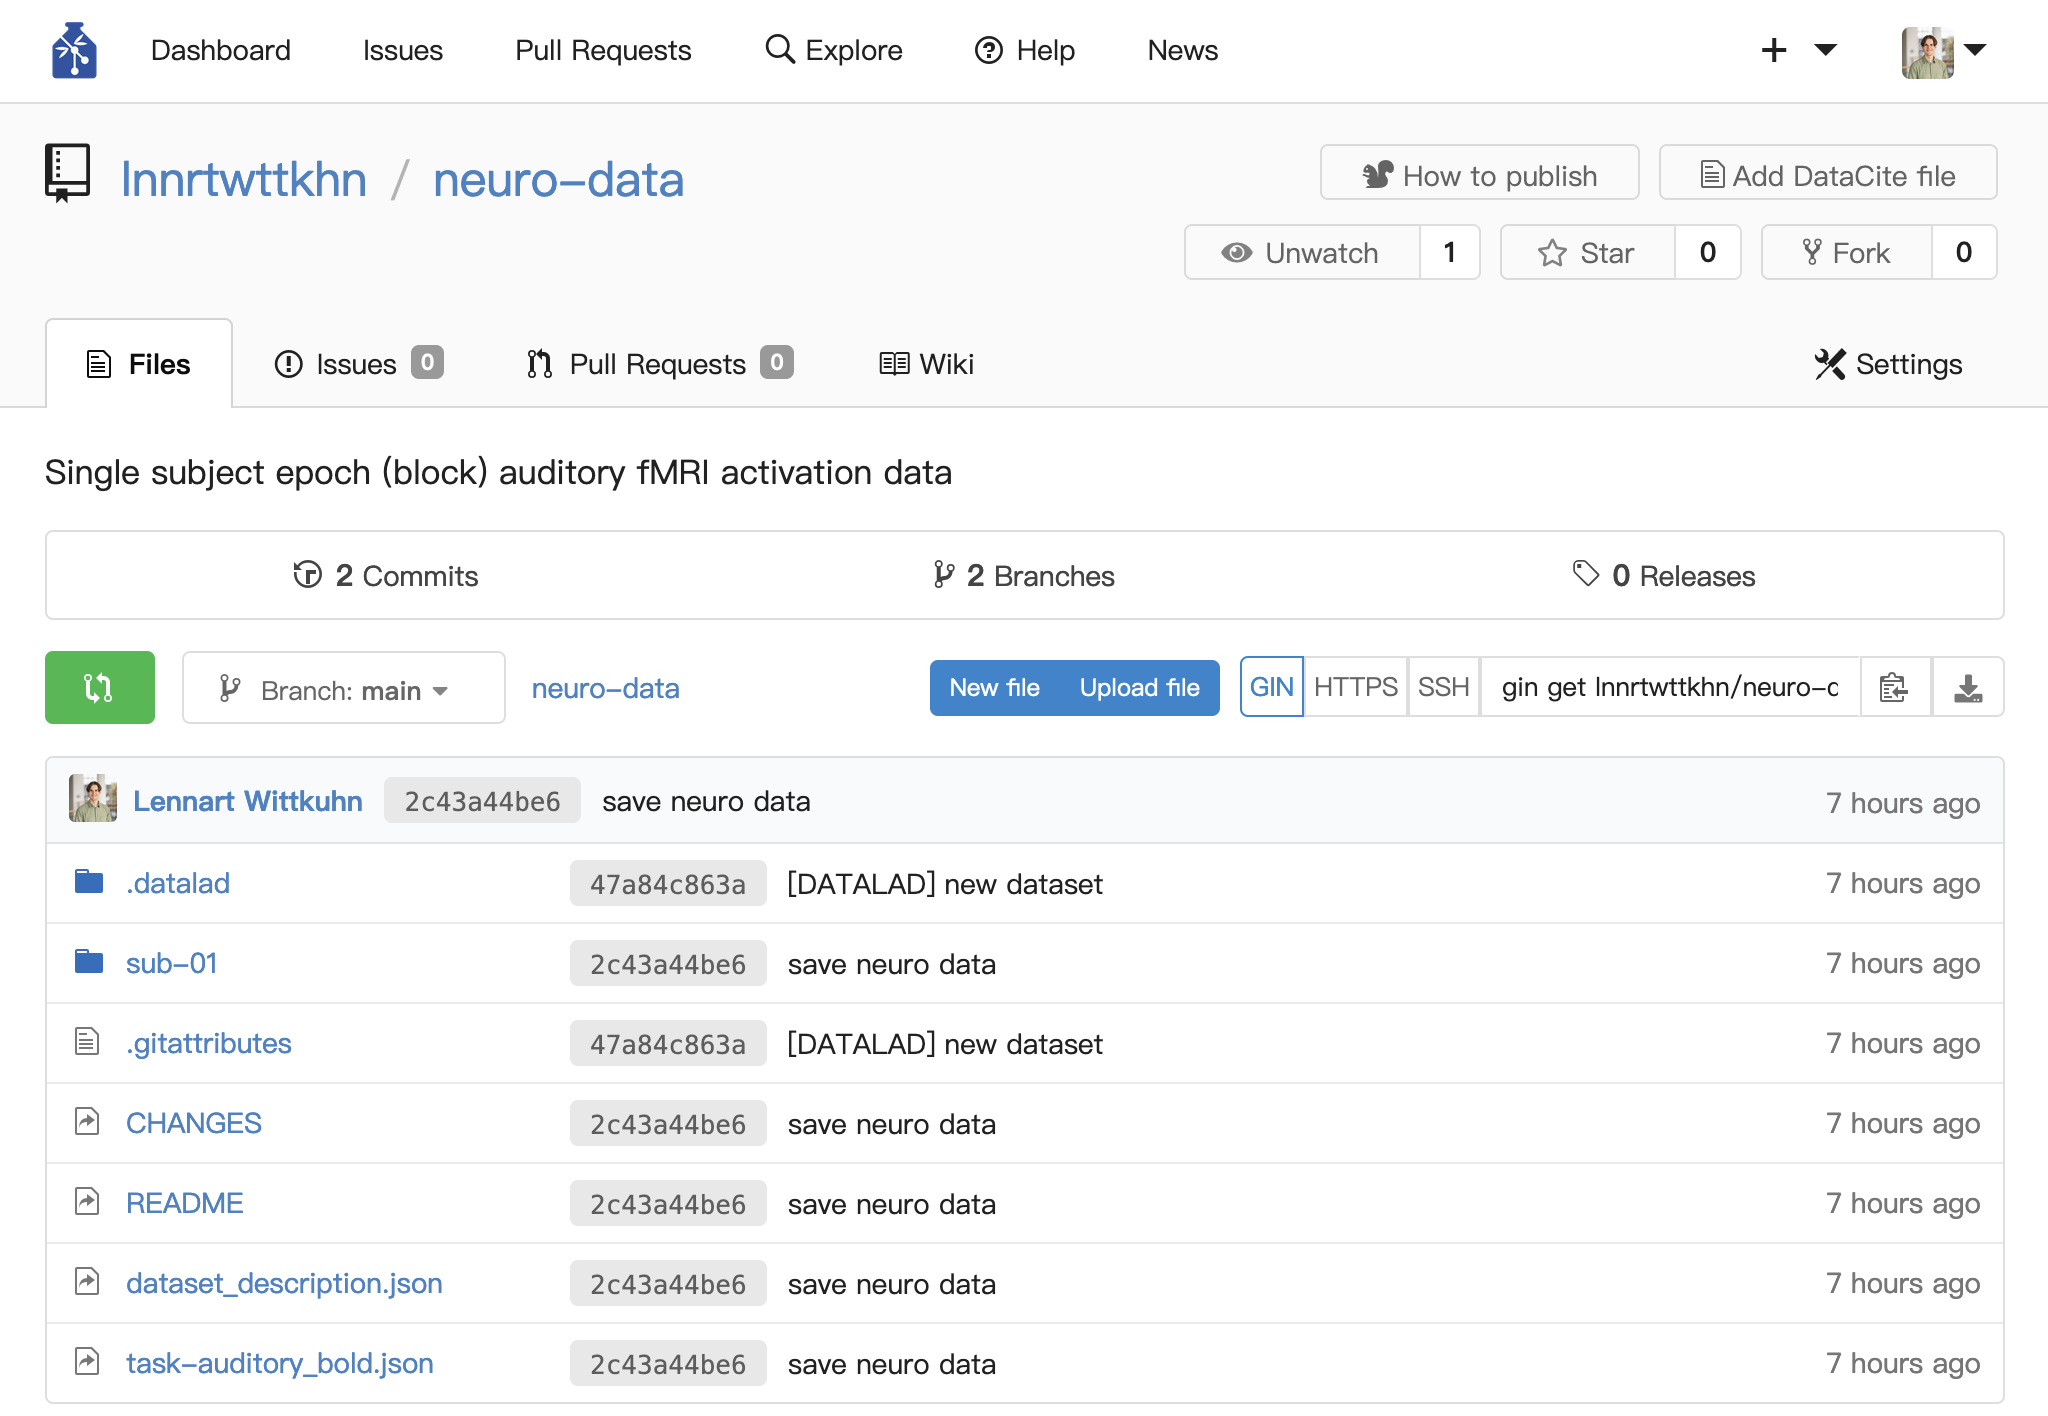 Dashboard Issues Pull Requests Explore Help News
lnnrtwttkhn / neuro-data
How to publish Add DataCite file
Unwatch 1 Star 0 Fork 0
Files Issues 0 Pull Requests 0 Wiki Settings
Single subject epoch (block) auditory fMRI activation data
2 Commits 2 Branches 0 Releases
Branch: main neuro-data New file Upload file GIN HTTPS SSH gin get lnnrtwttkhn/neuro-d
Lennart Wittkuhn 2c43a44be6 save neuro data 7 hours ago
.datalad 47a84c863a [DATALAD] new dataset 7 hours ago
sub-01 2c43a44be6 save neuro data 7 hours ago
.gitattributes 47a84c863a [DATALAD] new dataset 7 hours ago
CHANGES 2c43a44be6 save neuro data 7 hours ago
README 2c43a44be6 save neuro data 7 hours ago
dataset_description.json 2c43a44be6 save neuro data 7 hours ago
task-auditory_bold.json 2c43a44be6 save neuro data 7 hours ago